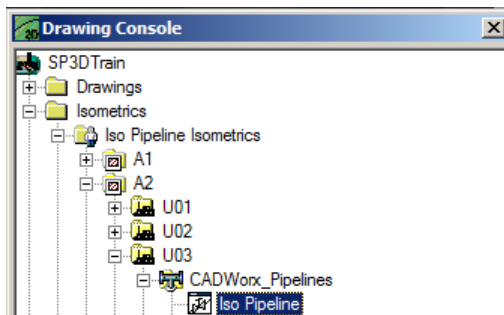 Drawing Console
SP3DTrain
Drawings
Isometrics
Iso Pipeline Isometrics
A1
A2
U01
U02
U03
CADWorx_Pipelines
Iso Pipeline